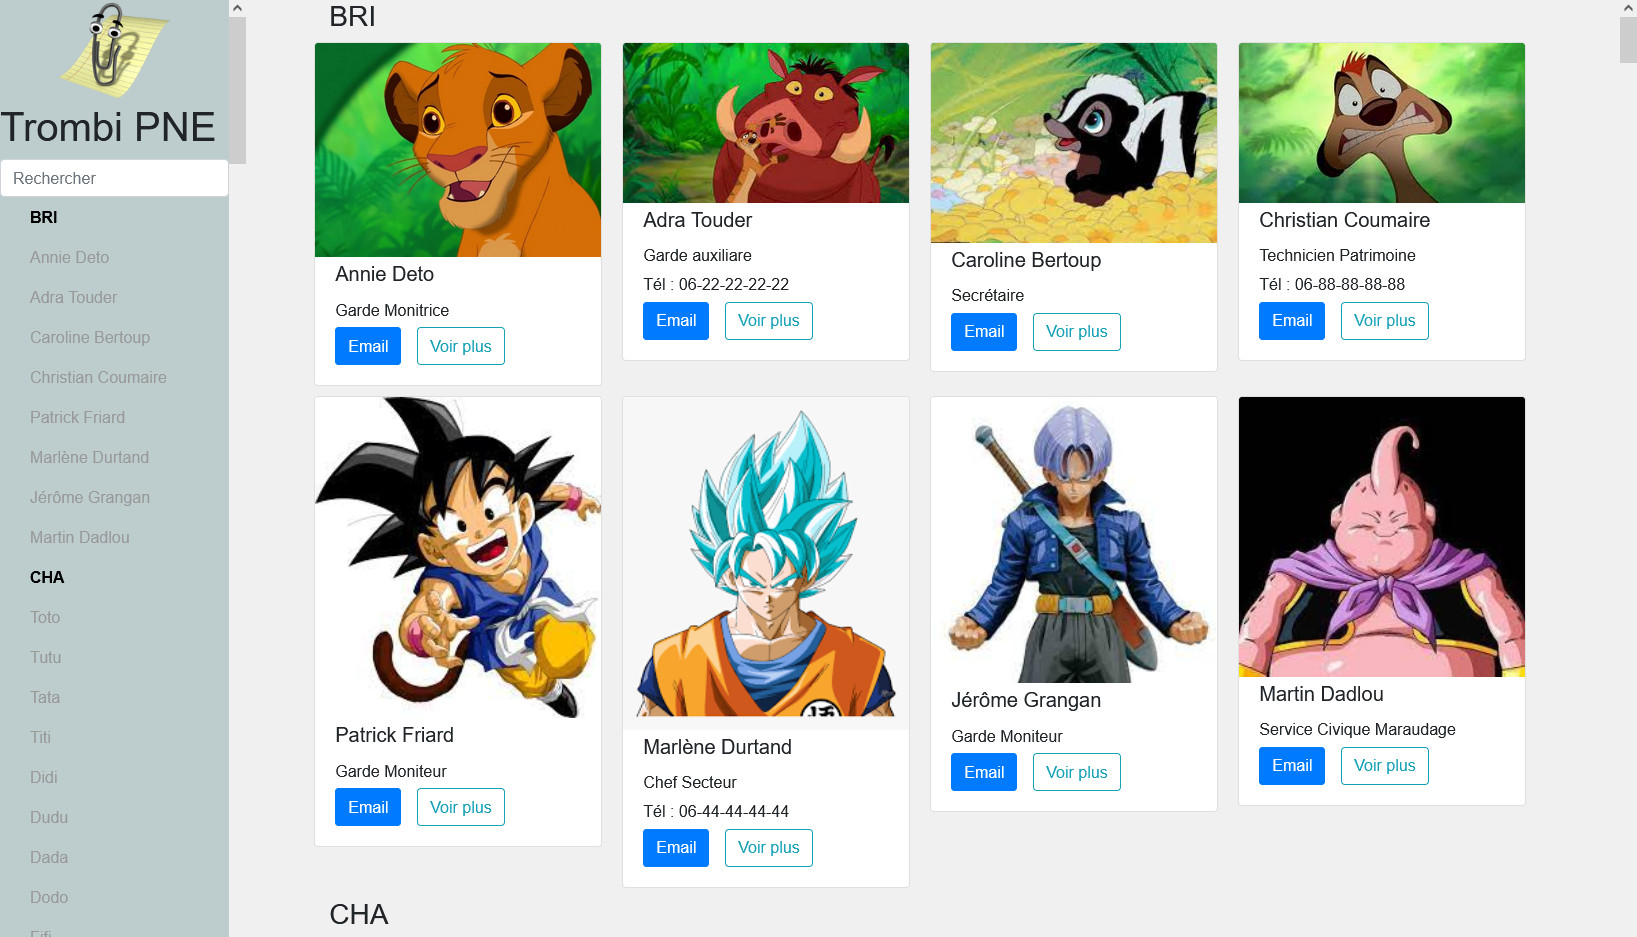 Trombi PNE
Rechercher
BRI
Annie Deto
Adra Touder
Caroline Bertoup
Christian Coumaire
Patrick Friard
Marlène Durtand
Jérôme Grangan
Martin Dadlou
CHA
Toto
Tutu
Tata
Titi
Didi
Dudu
Dada
Dodo
Fifi
BRI
Annie Deto
Garde Monitrice
Email Voir plus
Adra Touder
Garde auxiliare
Tél : 06-22-22-22-22
Email Voir plus
Caroline Bertoup
Secrétaire
Email Voir plus
Christian Coumaire
Technicien Patrimoine
Tél : 06-88-88-88-88
Email Voir plus
Patrick Friard
Garde Moniteur
Email Voir plus
Marlène Durtand
Chef Secteur
Tél : 06-44-44-44-44
Email Voir plus
Jérôme Grangan
Garde Moniteur
Email Voir plus
Martin Dadlou
Service Civique Maraudage
Email Voir plus
CHA